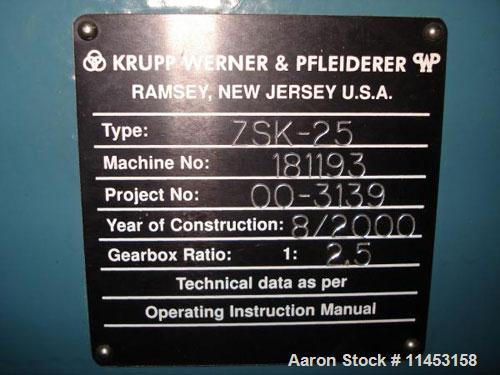 KRUPP WERNER & PFLEIDERER WP
RAMSEY, NEW JERSEY U.S.A.
Type: ZSK-25
Machine No: 181193
Project No: 00-3139
Year of Construction: 8/2000
Gearbox Ratio: 1: 2.5
Technical data as per
Operating Instruction Manual
Aaron Stock # 11453158